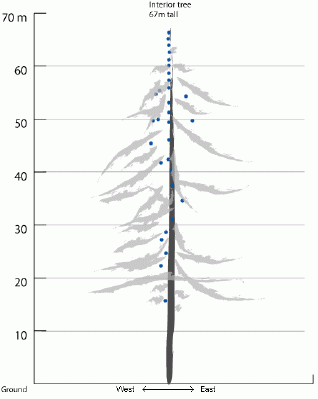 Interior tree
67m tall
70 m
60
50
40
30
20
10
Ground
West East